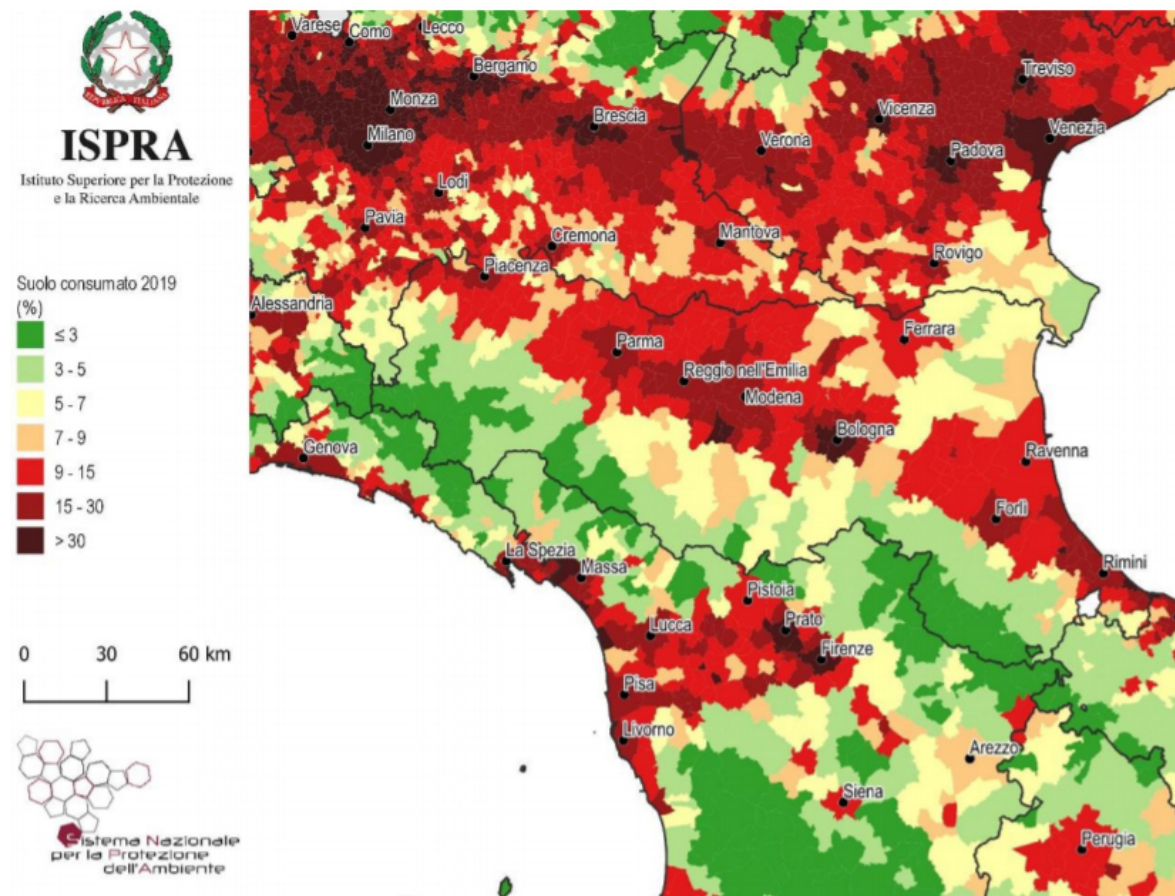 REPVBBLICA ITALIANA
ISPRA
Istituto Superiore per la Protezione
e la Ricerca Ambientale
Suolo consumato 2019
(%)
≤ 3
3 - 5
5 - 7
7 - 9
9 - 15
15 - 30
> 30
0 30 60 km
Sistema Nazionale
per la Protezione
dell'Ambiente
Varese
Como
Lecco
Bergamo
Treviso
Monza
Brescia
Vicenza
Venezia
Milano
Verona
Padova
Lodi
Pavia
Cremona
Mantova
Rovigo
Piacenza
Alessandria
Parma
Ferrara
Reggio nell'Emilia
Modena
Bologna
Genova
Ravenna
Forlì
La Spezia
Massa
Rimini
Pistoia
Lucca
Prato
Firenze
Pisa
Livorno
Arezzo
Siena
Perugia